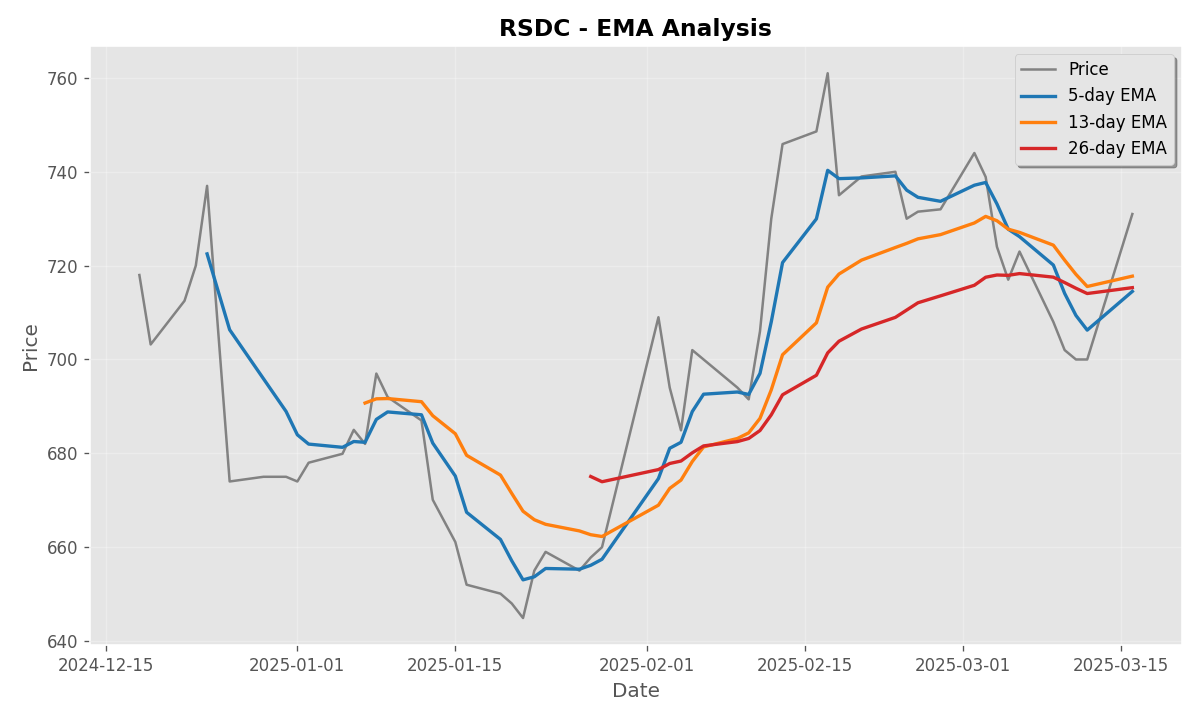 RSDC - EMA Analysis
Price
5-day EMA
13-day EMA
26-day EMA
Price
760
740
720
700
680
660
640
2024-12-15
2025-01-01
2025-01-15
2025-02-01
2025-02-15
2025-03-01
2025-03-15
Date